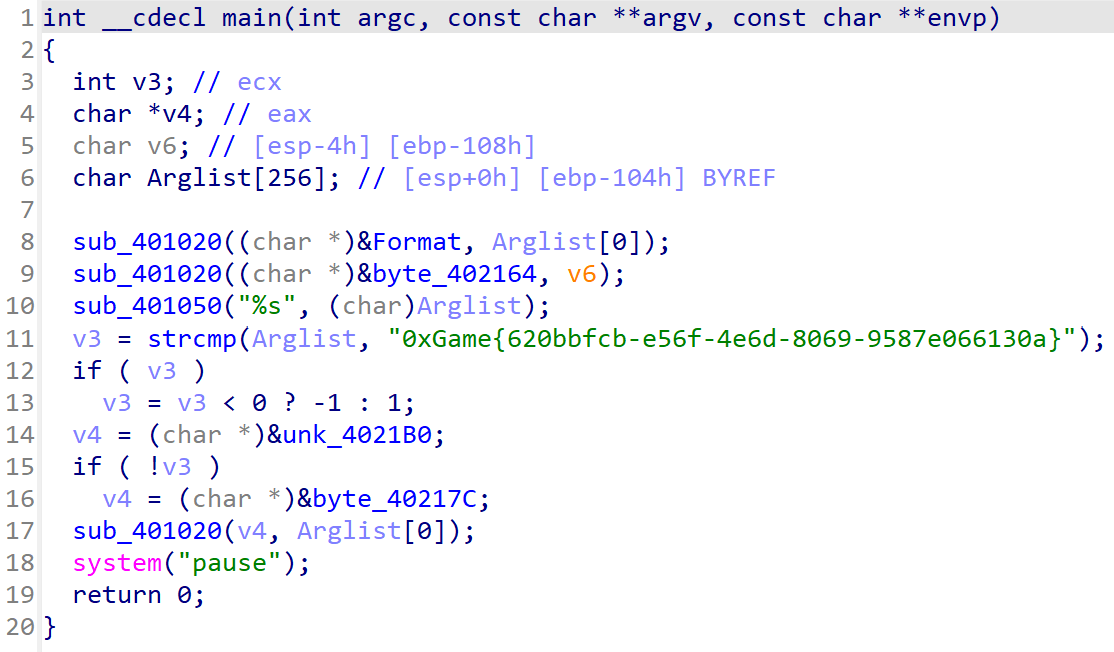 1 int __cdecl main(int argc, const char **argv, const char **envp)
2 {
3   int v3; // ecx
4   char *v4; // eax
5   char v6; // [esp-4h] [ebp-108h]
6   char Arglist[256]; // [esp+0h] [ebp-104h] BYREF
7
8   sub_401020((char *)&Format, Arglist[0]);
9   sub_401020((char *)&byte_402164, v6);
10   sub_401050("%s", (char)Arglist);
11   v3 = strcmp(Arglist, "0xGame{620bbfcb-e56f-4e6d-8069-9587e066130a}");
12   if ( v3 )
13     v3 = v3 < 0 ? -1 : 1;
14   v4 = (char *)&unk_4021B0;
15   if ( !v3 )
16     v4 = (char *)&byte_40217C;
17   sub_401020(v4, Arglist[0]);
18   system("pause");
19   return 0;
20 }